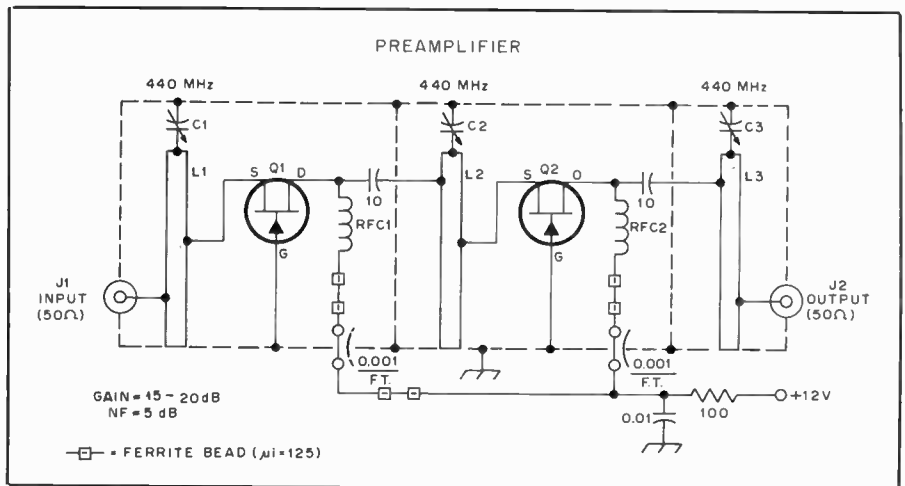 PREAMPLIFIER
440 MHz
440 MHz
440 MHz
C1
C2
C3
L1
S
Q1
D
L2
S
Q2
O
L3
10
10
RFC1
RFC2
G
G
J1
INPUT
(50Ω)
J2
OUTPUT
(50Ω)
0.001
F.T.
0.001
F.T.
GAIN = 15 - 20 dB
NF = 5 dB
0.01
100
+12V
= FERRITE BEAD (µi=125)